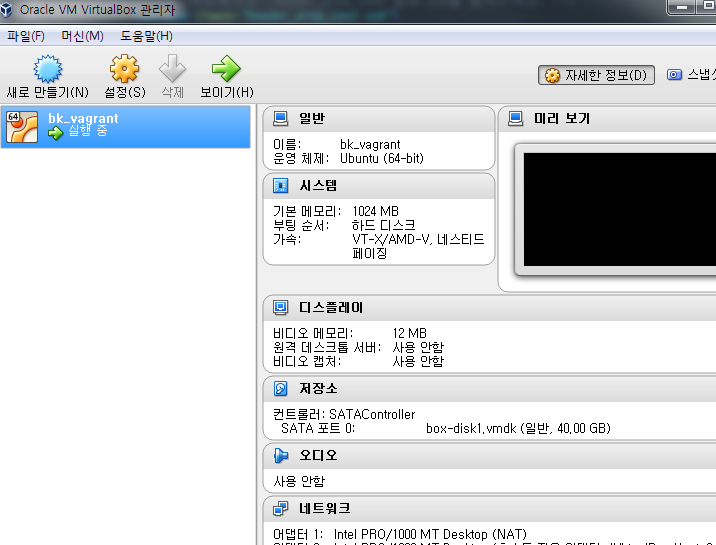 Oracle VM VirtualBox 관리자
파일(F) 머신(M) 도움말(H)
새로 만들기(N) 설정(S) 삭제 보이기(H) 자세한 정보(D)
64 bk_vagrant
실행 중
일반
이름: bk_vagrant
운영 체제: Ubuntu (64-bit)
미리 보기
시스템
기본 메모리: 1024 MB
부팅 순서: 하드 디스크
가속: VT-X/AMD-V, 네스티드
페이징
디스플레이
비디오 메모리: 12 MB
원격 데스크톱 서버: 사용 안함
비디오 캡처: 사용 안함
저장소
컨트롤러: SATAController
SATA 포트 0: box-disk1.vmdk (일반, 40.00 GB)
오디오
사용 안함
네트워크
어댑터 1: Intel PRO/1000 MT Desktop (NAT)